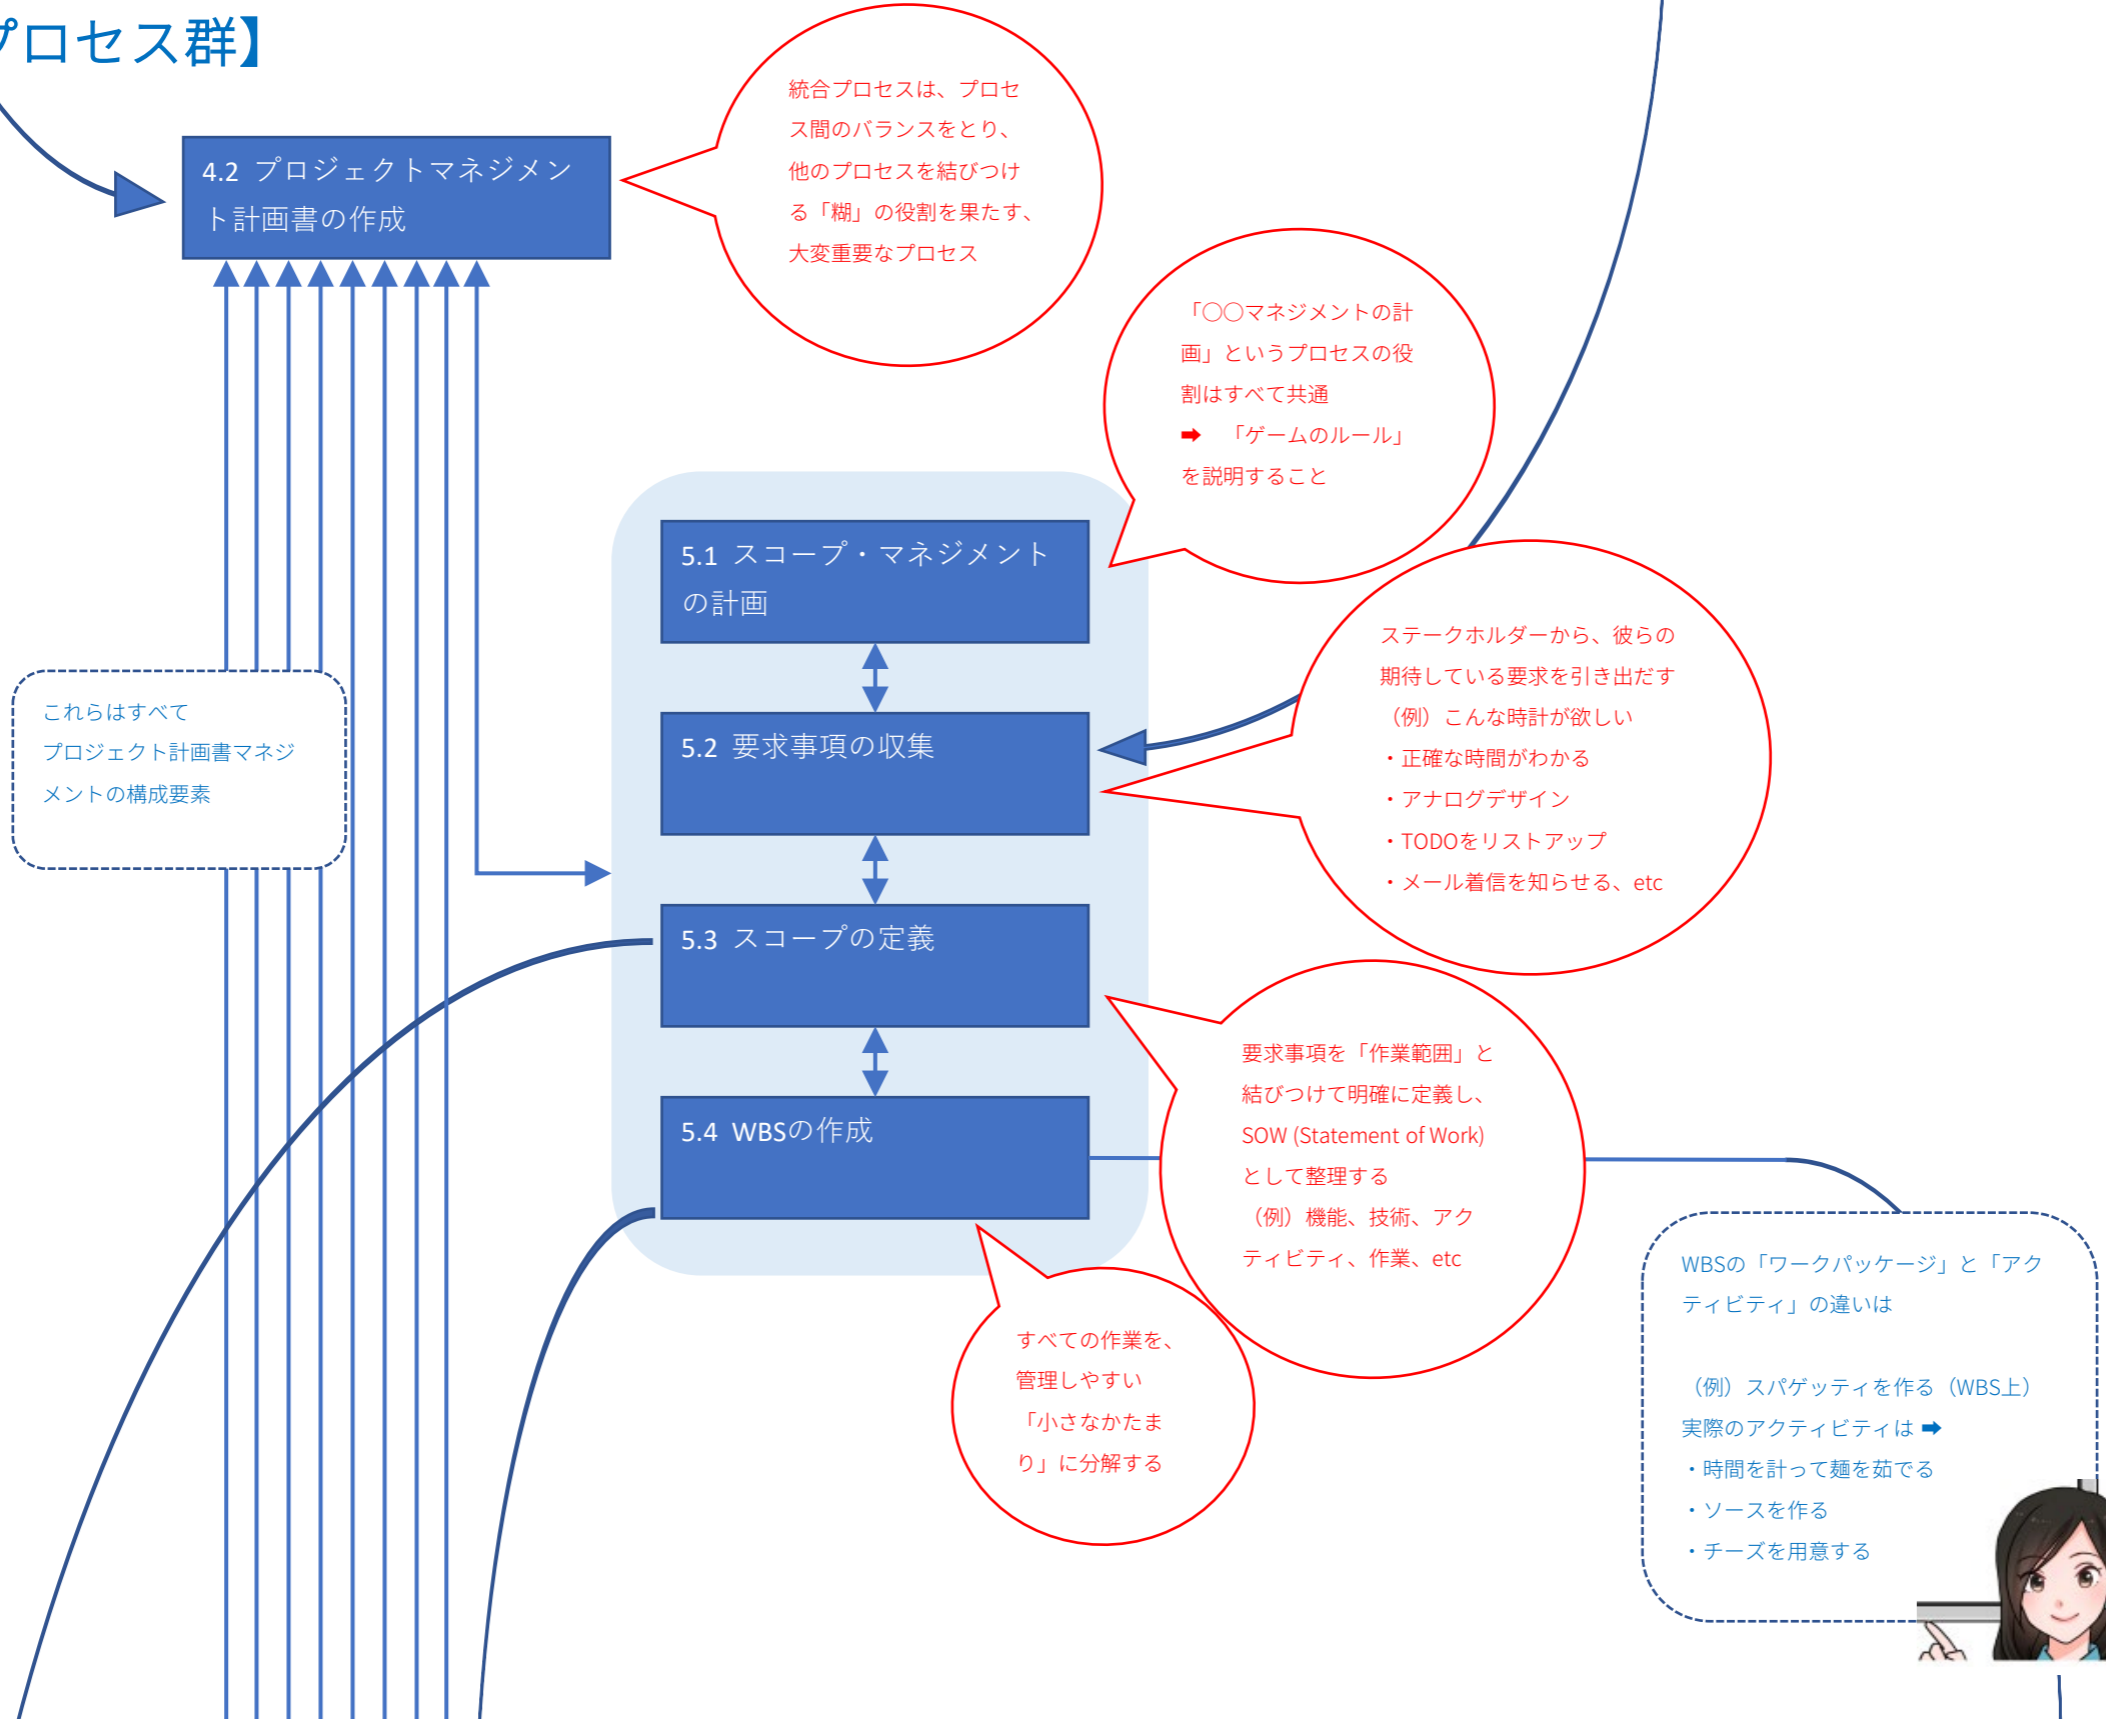 プロセス群】
統合プロセスは、プロセ
ス間のバランスをとり、
他のプロセスを結びつけ
る「糊」の役割を果たす、
大変重要なプロセス
4.2 プロジェクトマネジメン
ト計画書の作成
「〇〇マネジメントの計
画」というプロセスの役
割はすべて共通
➡ 「ゲームのルール」
を説明すること
5.1 スコープ・マネジメント
の計画
ステークホルダーから、彼らの
期待している要求を引き出だす
（例）こんな時計が欲しい
・正確な時間がわかる
・アナログデザイン
・TODOをリストアップ
・メール着信を知らせる、etc
これらはすべて
プロジェクト計画書マネジ
メントの構成要素
5.2 要求事項の収集
5.3 スコープの定義
要求事項を「作業範囲」と
結びつけて明確に定義し、
SOW (Statement of Work)
として整理する
（例）機能、技術、アク
ティビティ、作業、etc
5.4 WBSの作成
すべての作業を、
管理しやすい
「小さなかたま
り」に分解する
WBSの「ワークパッケージ」と「アク
ティビティ」の違いは
（例）スパゲッティを作る（WBS上）
実際のアクティビティは ➡
・時間を計って麺を茹でる
・ソースを作る
・チーズを用意する